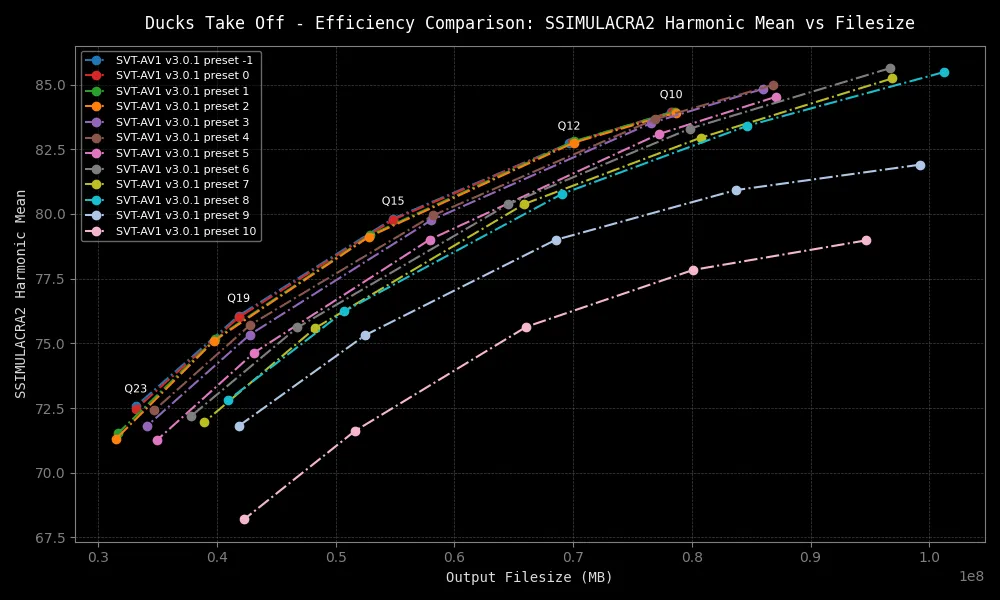 Ducks Take Off - Efficiency Comparison: SSIMULACRA2 Harmonic Mean vs Filesize
SVT-AV1 v3.0.1 preset -1
SVT-AV1 v3.0.1 preset 0
SVT-AV1 v3.0.1 preset 1
SVT-AV1 v3.0.1 preset 2
SVT-AV1 v3.0.1 preset 3
SVT-AV1 v3.0.1 preset 4
SVT-AV1 v3.0.1 preset 5
SVT-AV1 v3.0.1 preset 6
SVT-AV1 v3.0.1 preset 7
SVT-AV1 v3.0.1 preset 8
SVT-AV1 v3.0.1 preset 9
SVT-AV1 v3.0.1 preset 10
Q10
Q12
Q15
Q19
Q23
SSIMULACRA2 Harmonic Mean
85.0
82.5
80.0
77.5
75.0
72.5
70.0
67.5
0.3 0.4 0.5 0.6 0.7 0.8 0.9 1.0
1e8
Output Filesize (MB)